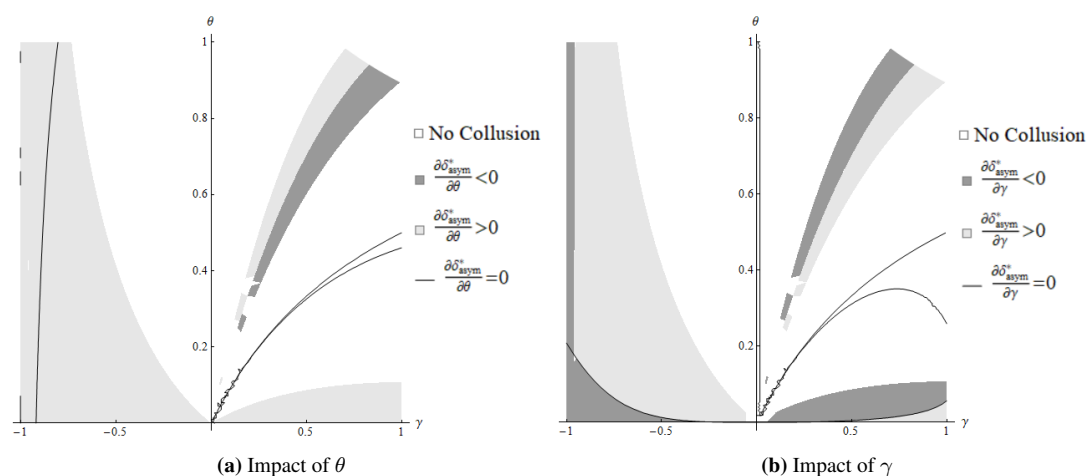 θ
1
0.8
0.6
0.4
0.2
-1
-0.5
0.5
1
γ
No Collusion
∂δ*asym/∂θ <0
∂δ*asym/∂θ >0
∂δ*asym/∂θ =0
(a) Impact of θ
θ
1
0.8
0.6
0.4
0.2
-1
-0.5
0.5
1
γ
No Collusion
∂δ*asym/∂γ <0
∂δ*asym/∂γ >0
∂δ*asym/∂γ =0
(b) Impact of γ